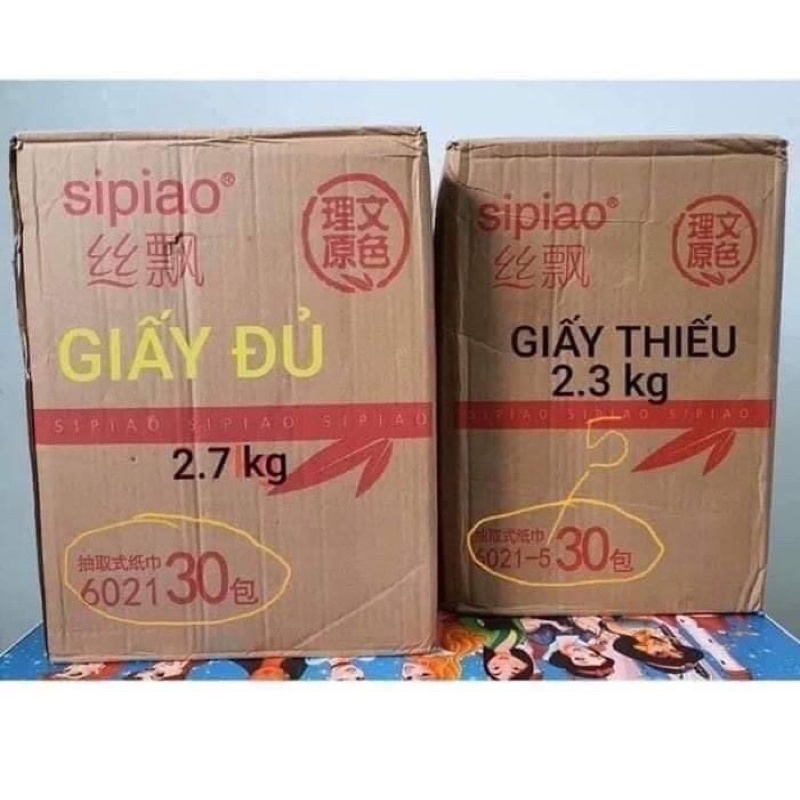 sipiao®
丝飘
理文
原色
GIẤY ĐỦ
SIPIAO SIPIAO SIPIAO
2.7 kg
抽取式纸巾
6021 30包
sipiao®
丝飘
理文
原色
GIẤY THIẾU
2.3 kg
SIPIAO SIPIAO SIPIAO
5
抽取式纸巾
6021-5 30包